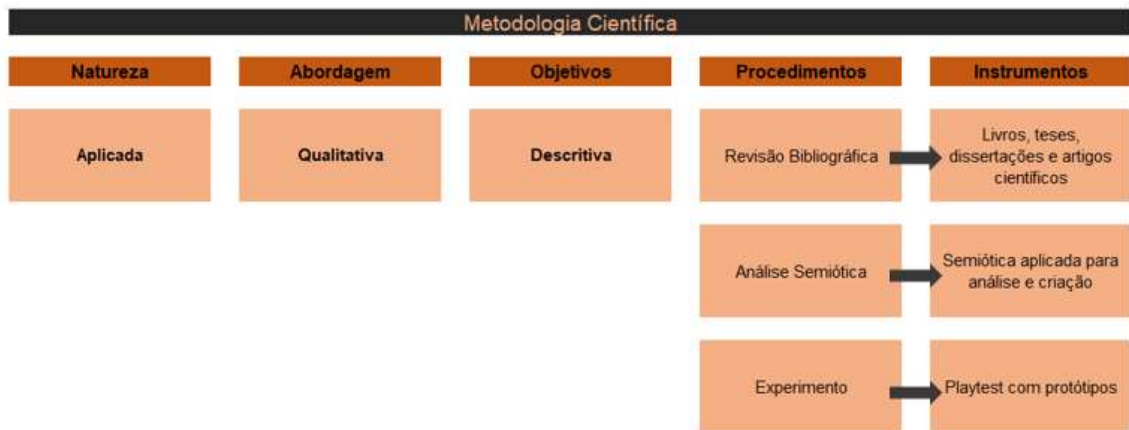 Metodologia Científica
Natureza
Abordagem
Objetivos
Procedimentos
Instrumentos
Aplicada
Qualitativa
Descritiva
Revisão Bibliográfica
Livros, teses,
dissertações e artigos
científicos
Análise Semiótica
Semiótica aplicada para
análise e criação
Experimento
Playtest com protótipos